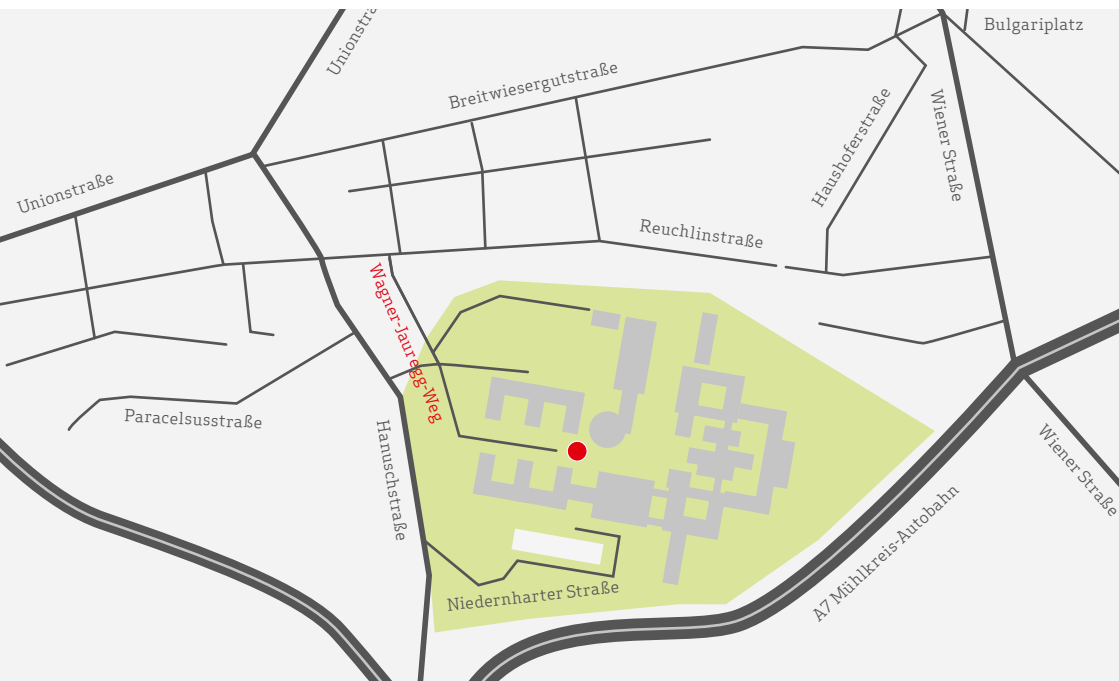 Unionstra
Bulgariplatz
Breitwiesergutstraße
Haushoferstraße
Wiener Straße
Unionstraße
Reuchlinstraße
Wagner-Jauregg-Weg
Paracelsusstraße
Hanuschstraße
Wiener Straße
A7 Mühlkreis-Autobahn
Niedernharter Straße